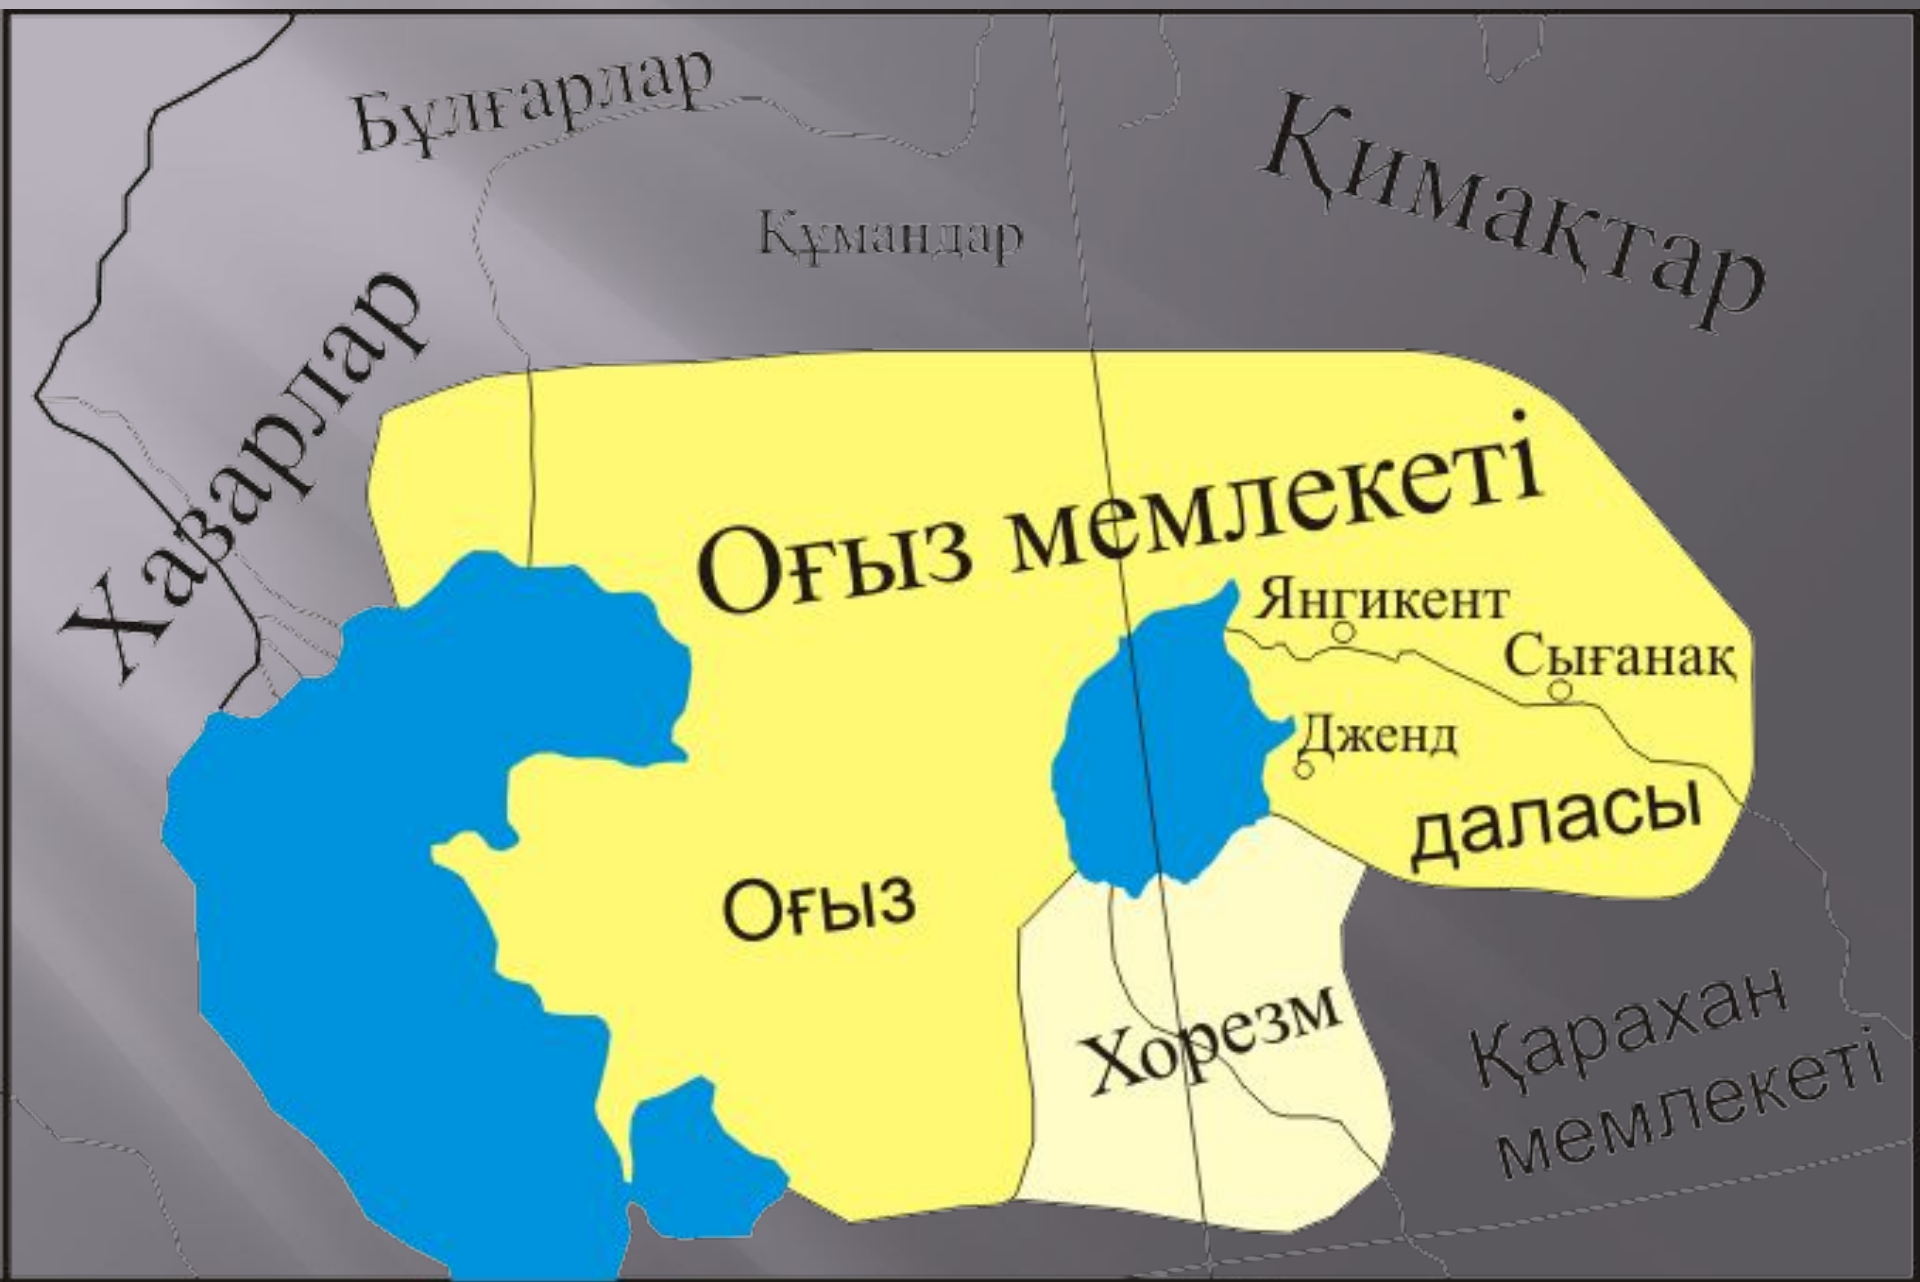 Бұлғарлар
Қимақтар
Құмандар
Хазарлар
Оғыз мемлекеті
Янгикент
Сығанақ
Дженд
даласы
Оғыз
Хорезм
Қарахан
мемлекеті